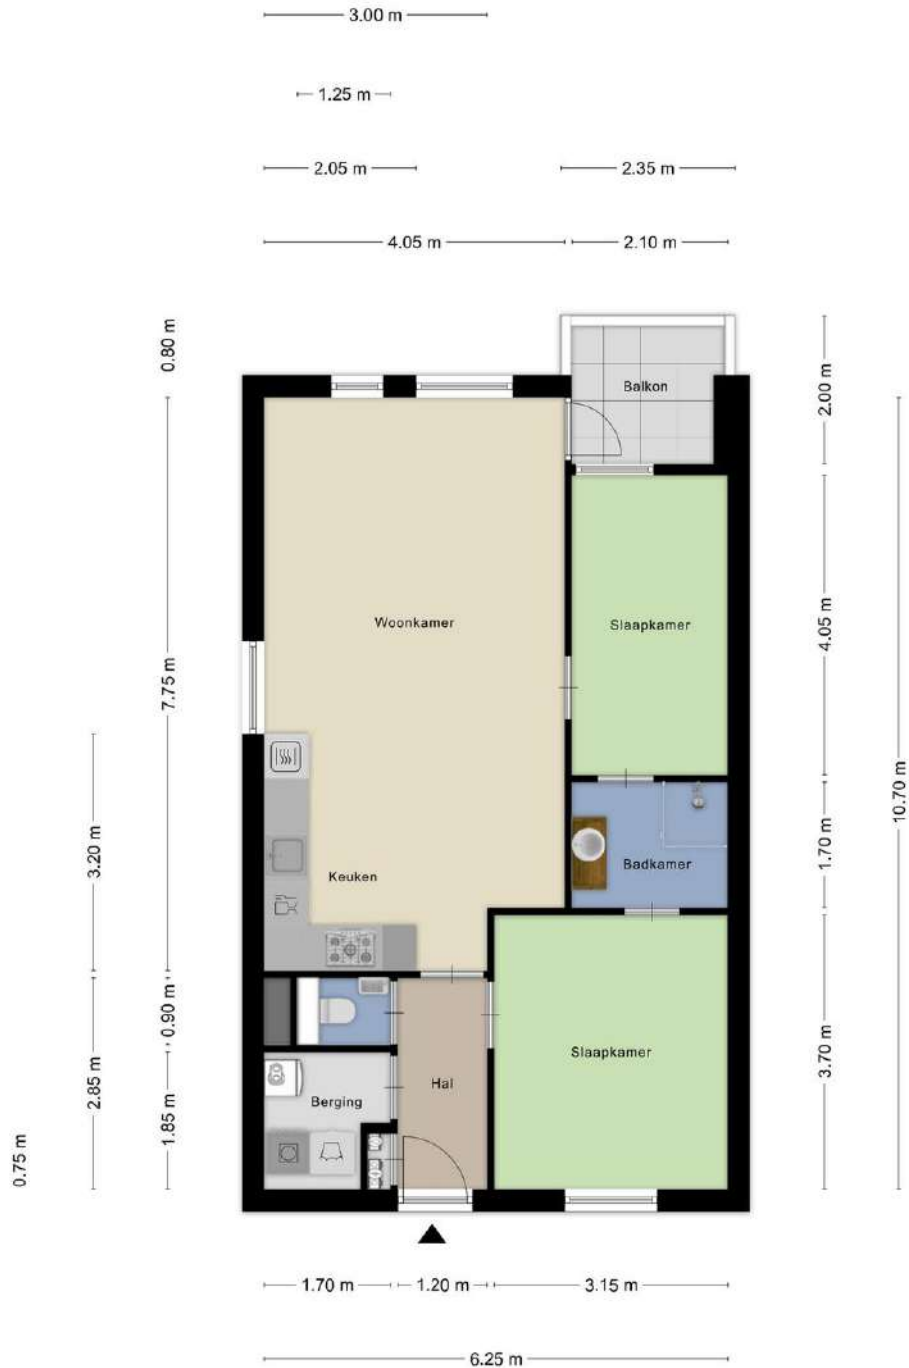 3.00 m
1.25 m
2.05 m
2.35 m
4.05 m
2.10 m
0.80 m
2.00 m
Balkon
7.75 m
Woonkamer
Slaapkamer
4.05 m
10.70 m
3.20 m
Keuken
Badkamer
1.70 m
0.90 m
2.85 m
1.85 m
0.75 m
Slaapkamer
3.70 m
Hal
Berging
1.70 m
1.20 m
3.15 m
6.25 m